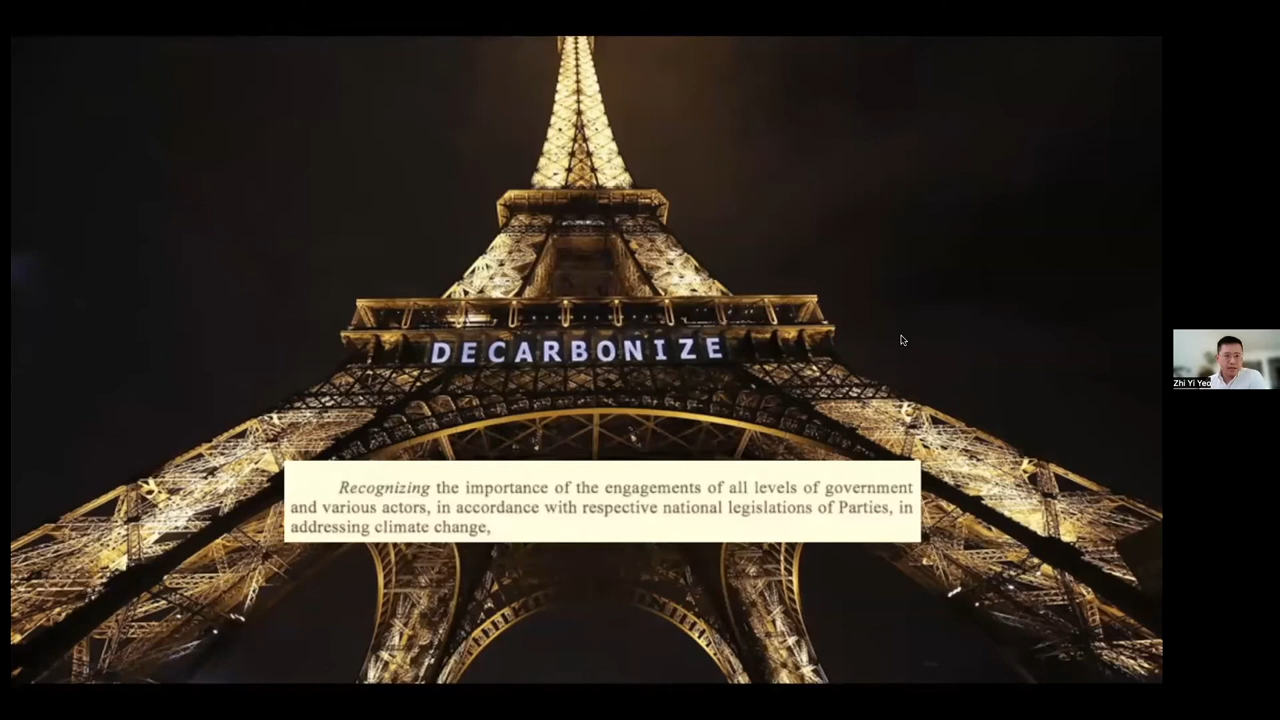 DECARBONIZE
Recognizing the importance of the engagements of all levels of government
and various actors, in accordance with respective national legislations of Parties, in
addressing climate change,
Zhi Yi Yeo